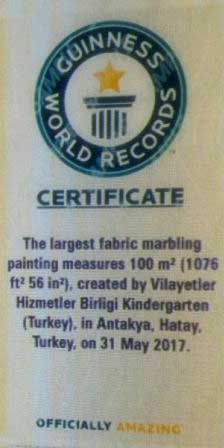 GUINNESS
WORLD RECORDS
CERTIFICATE
The largest fabric marbling
painting measures 100 m² (1076
ft² 56 in²), created by Vilayetler
Hizmetler Birligi Kindergarten
(Turkey), in Antakya, Hatay,
Turkey, on 31 May 2017.
OFFICIALLY AMAZING